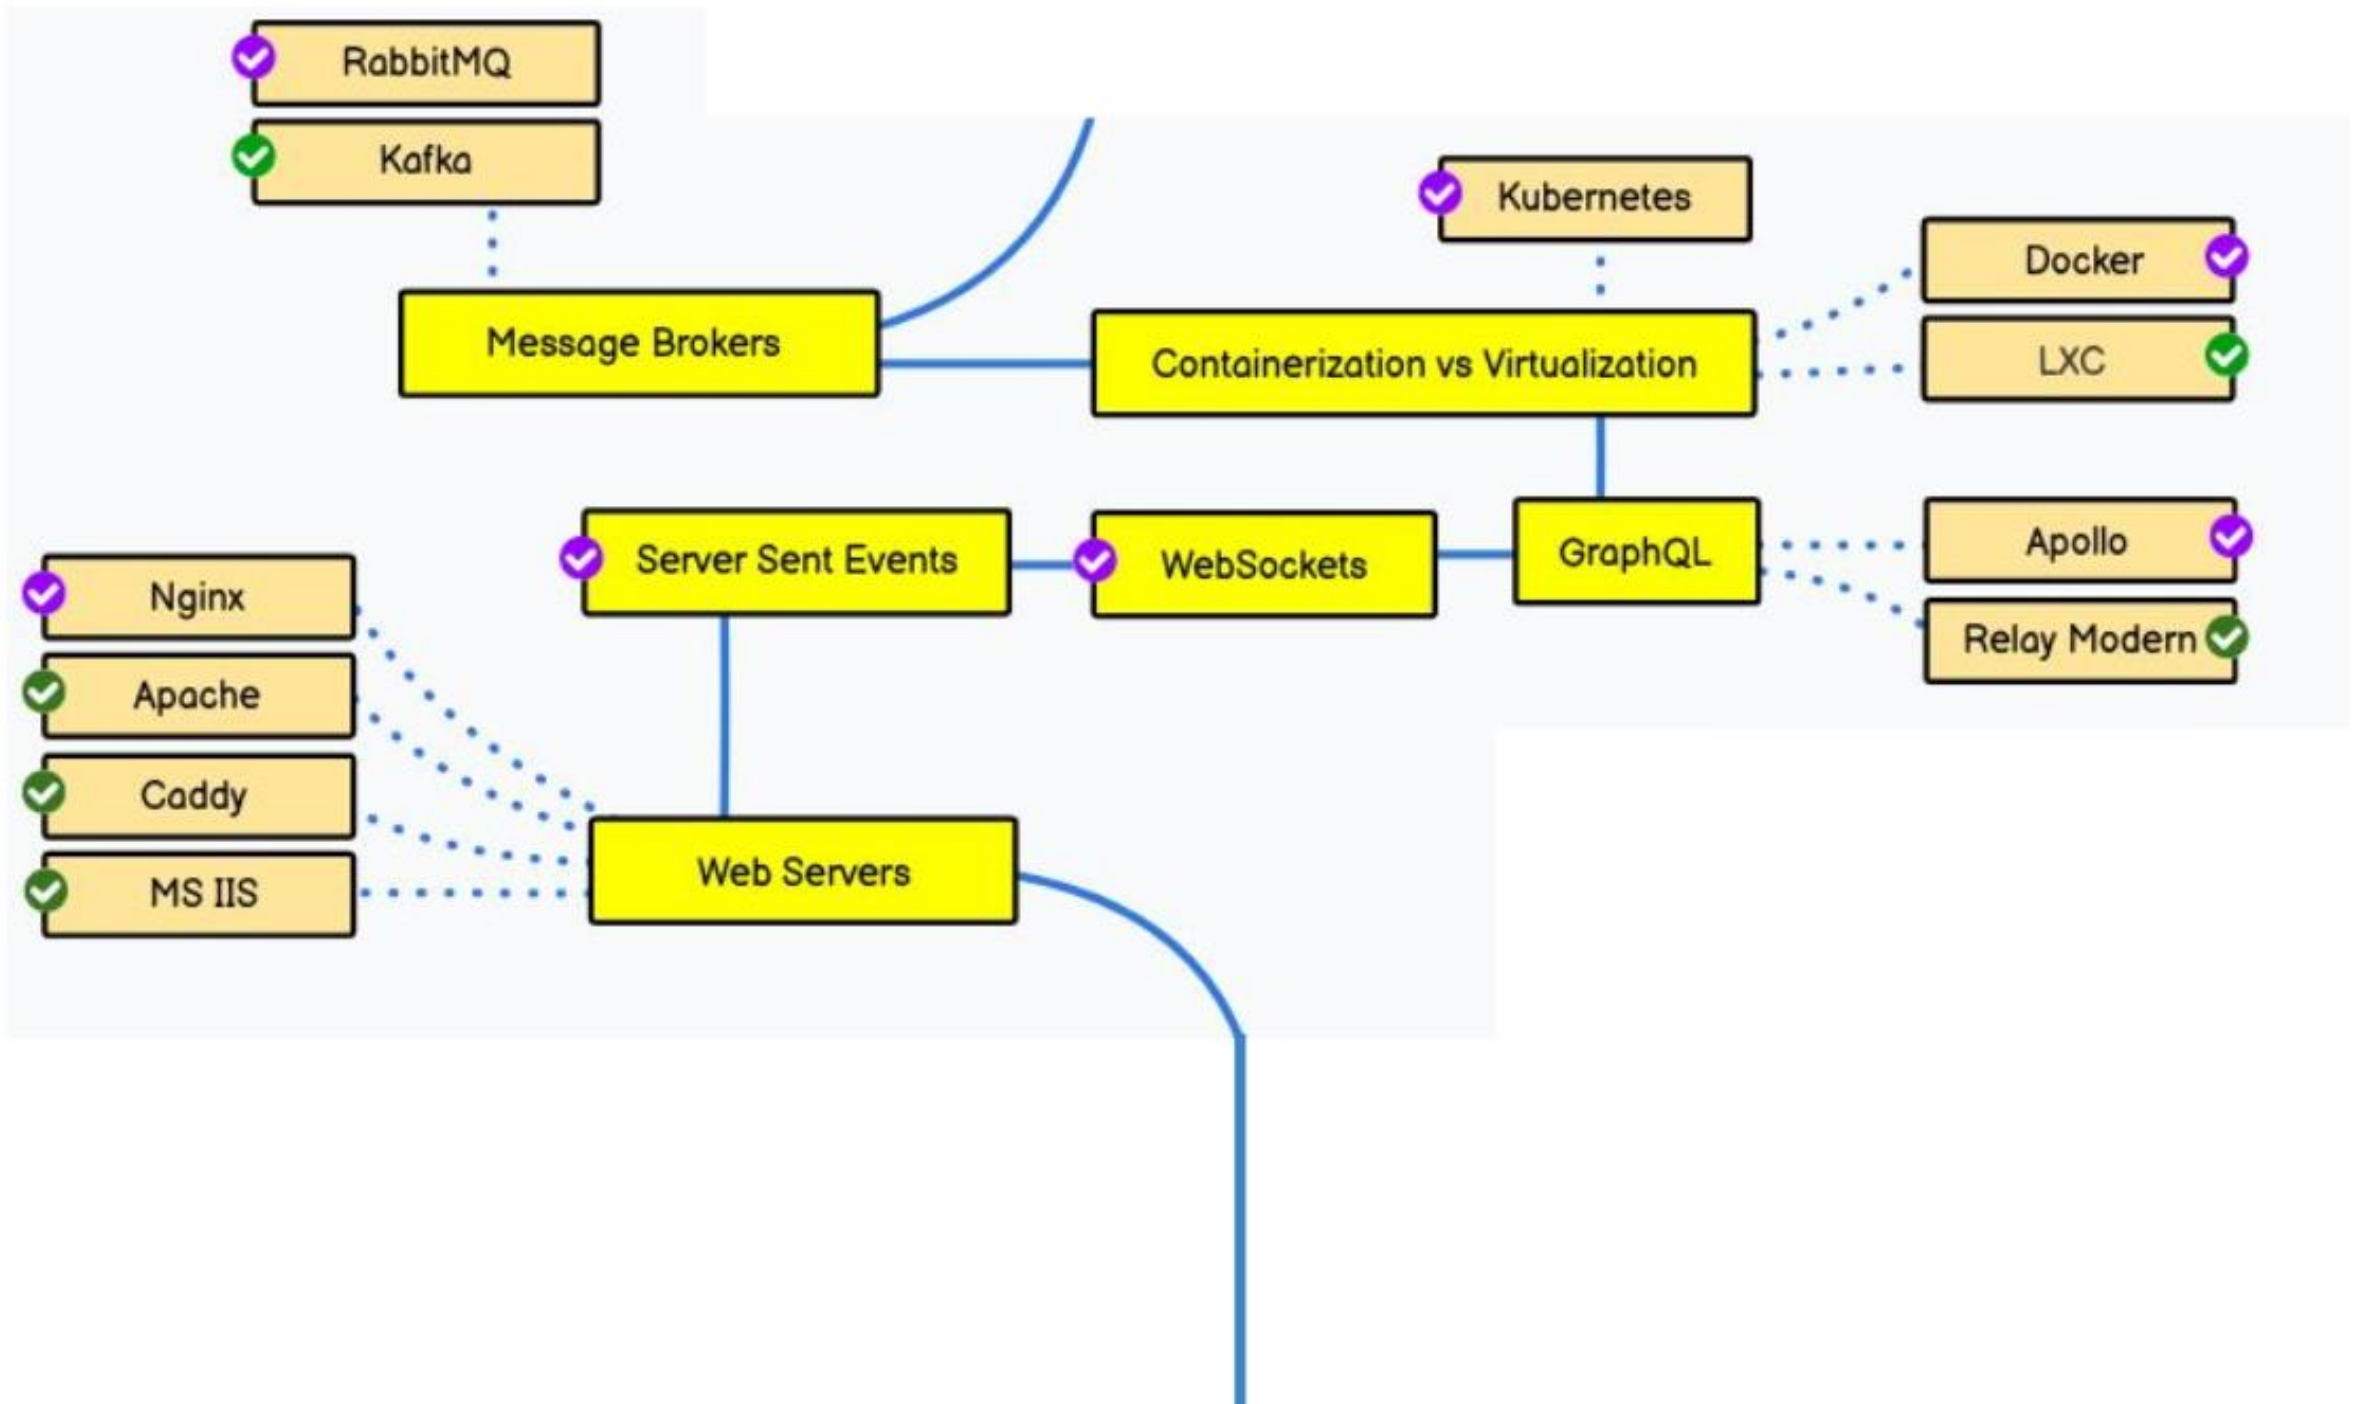 RabbitMQ
Kafka
Message Brokers
Kubernetes
Containerization vs Virtualization
Docker
LXC
Server Sent Events
WebSockets
GraphQL
Apollo
Relay Modern
Nginx
Apache
Caddy
MS IIS
Web Servers